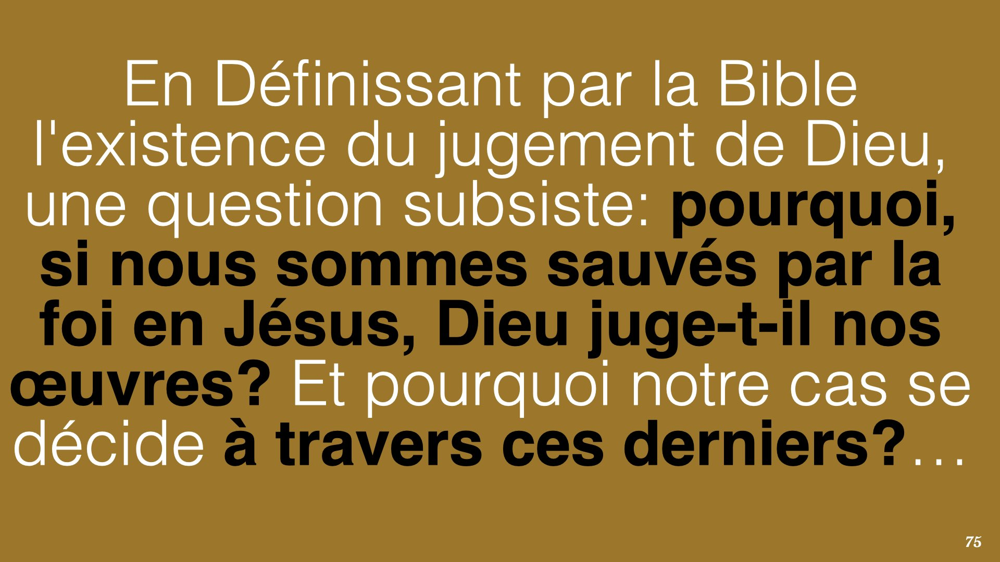 En Définissant par la Bible
l'existence du jugement de Dieu,
une question subsiste: pourquoi,
si nous sommes sauvés par la
foi en Jésus, Dieu juge-t-il nos
œuvres? Et pourquoi notre cas se
décide à travers ces derniers?…
75